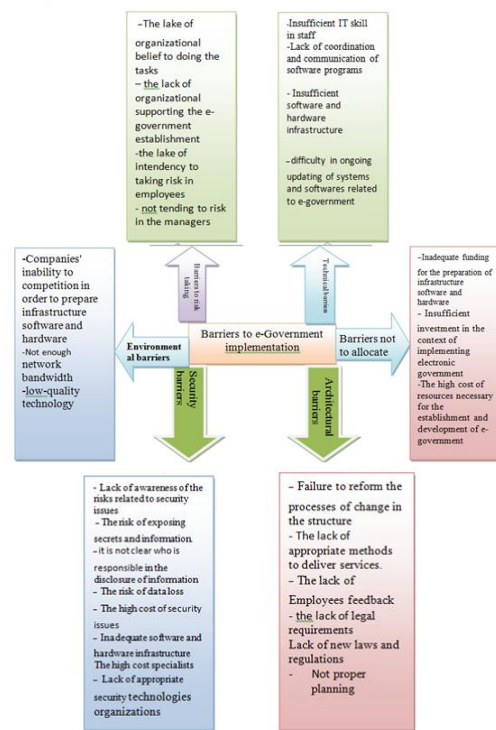 -The lake of
organizational
belief to doing the
tasks
– the lack of
organizational
supporting the e-
government
establishment
-the lake of
intendency to
taking risk in
employees
- not tending to risk
in the managers
-Insufficient IT skill
in staff
-Lack of coordination
and communication of
software programs
- Insufficient
software and
hardware
infrastructure
– difficulty in ongoing
updating of systems
and softwares related
to e-government
Barriers to risk
taking
Technical barrier
-Companies'
inability to
competition in
order to prepare
infrastructure
software and
hardware
-Not enough
network
bandwidth
-low-quality
technology
Environment
al barriers
Barriers to e-Government
implementation
Barriers not
to allocate
–Inadequate funding
for the preparation of
infrastructure
software and
hardware
– Insufficient
investment in the
context of
implementing
electronic
government
-The high cost of
resources necessary
for the
establishment and
development of e-
government
Security
barriers
Architectural
barriers
- Lack of awareness of the
risks related to security
issues
- The risk of exposing
secrets and information.
– it is not clear who is
responsible in the
disclosure of information
– The risk of data loss
– The high cost of security
issues
– Inadequate software and
hardware infrastructure
The high cost specialists
– Lack of appropriate
security technologies
organizations
– Failure to reform the
processes of change in
the structure
- The lack of
appropriate methods
to deliver services.
– The lack of
Employees feedback
- the lack of legal
requirements
Lack of new laws and
regulations
- Not proper
planning